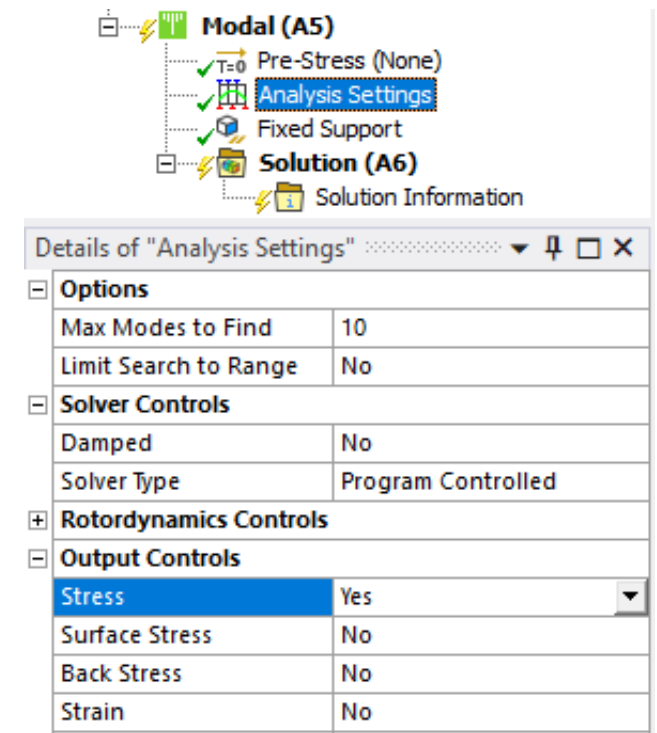 Modal (A5)
T=0 Pre-Stress (None)
Analysis Settings
Fixed Support
Solution (A6)
i Solution Information
Details of "Analysis Settings"
Options
Max Modes to Find 10
Limit Search to Range No
Solver Controls
Damped No
Solver Type Program Controlled
Rotordynamics Controls
Output Controls
Stress Yes
Surface Stress No
Back Stress No
Strain No